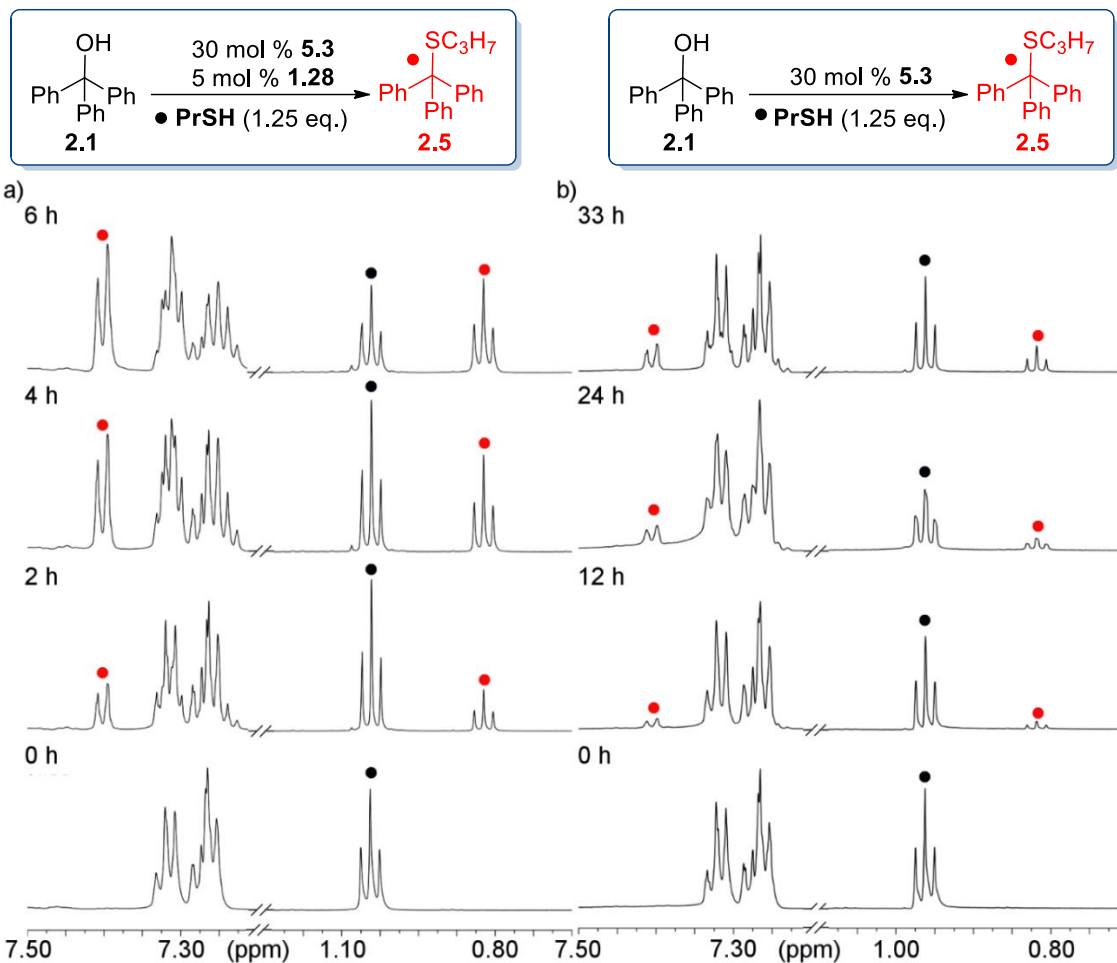 OH
Ph
Ph
Ph
2.1
30 mol % 5.3
5 mol % 1.28
● PrSH (1.25 eq.)
SC3H7
Ph
Ph
Ph
2.5
OH
Ph
Ph
Ph
2.1
30 mol % 5.3
● PrSH (1.25 eq.)
SC3H7
Ph
Ph
Ph
2.5
a)
6 h
4 h
2 h
0 h
7.50 7.30 (ppm) 1.10 0.80
b)
33 h
24 h
12 h
0 h
7.50 7.30 (ppm) 1.00 0.80